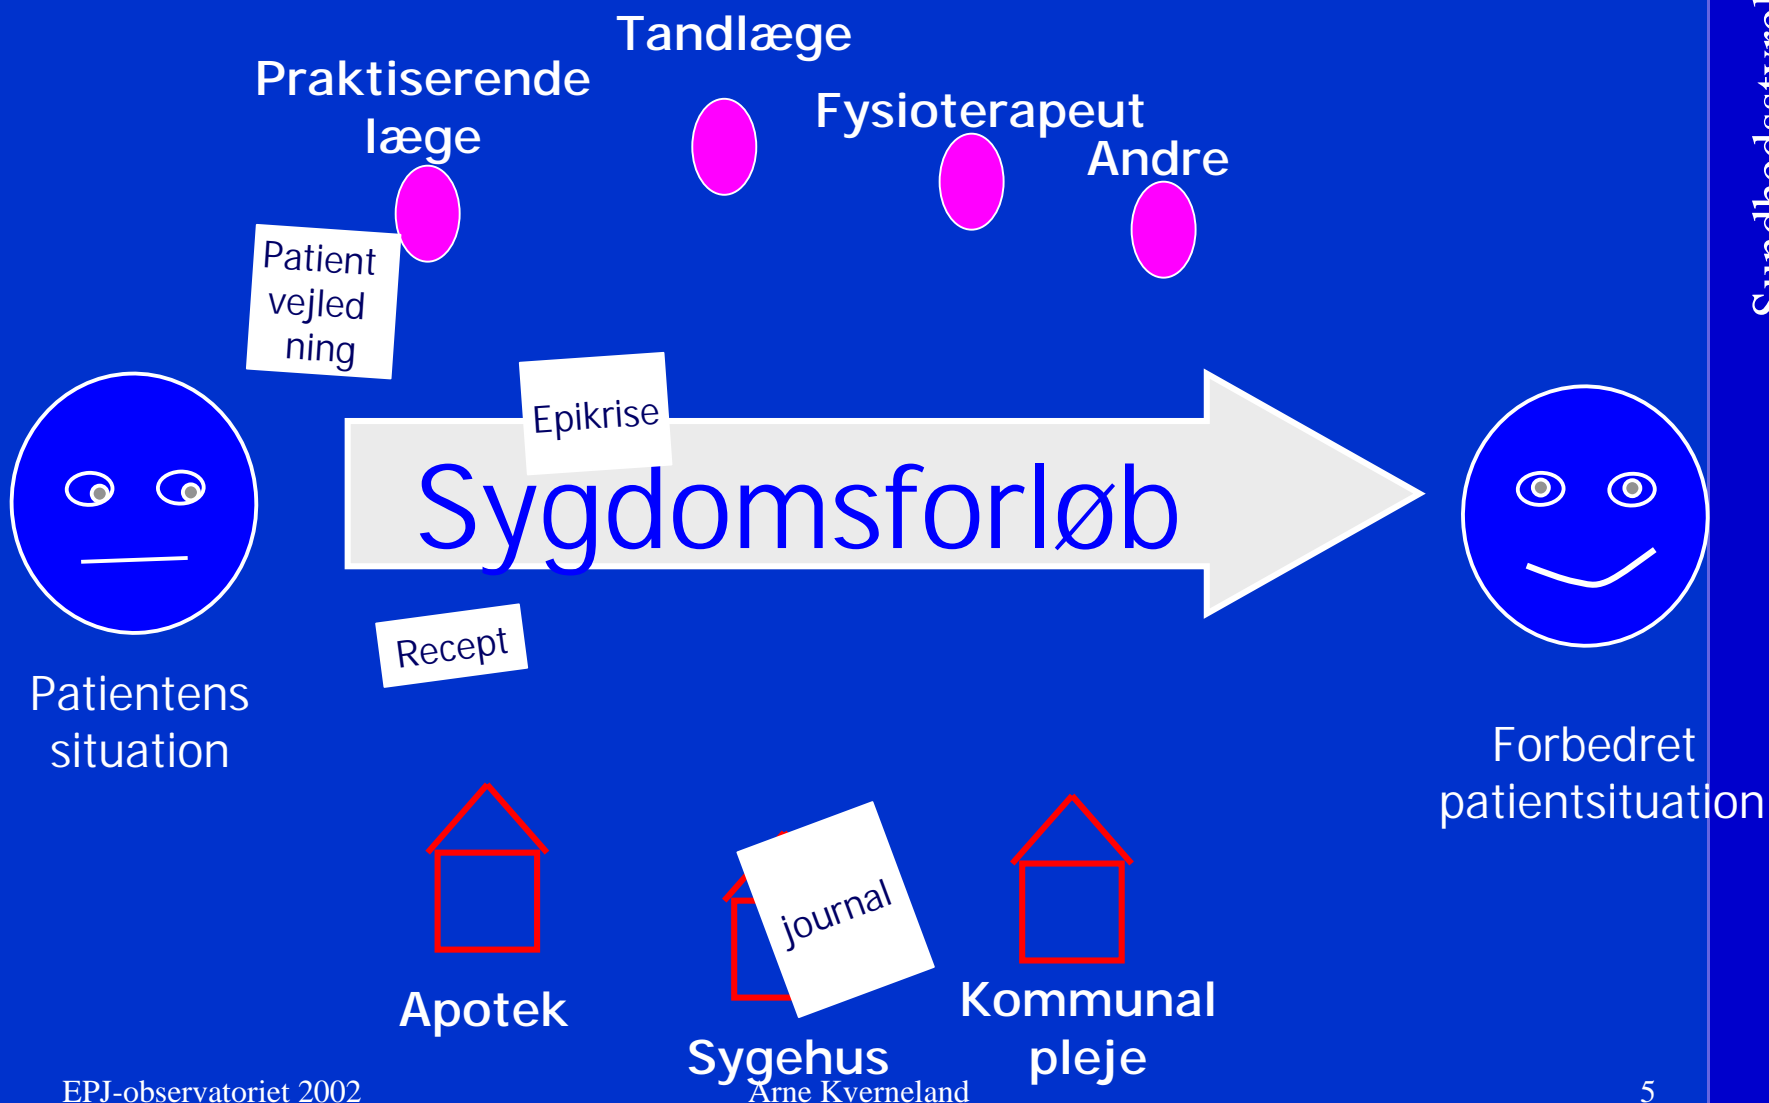 Tandlæge
Praktiserende
læge
Fysioterapeut
Andre
Patient
vejled
ning
Epikrise
Sygdomsforløb
Recept
Patientens
situation
Forbedret
patientsituation
journal
Apotek
Sygehus
Kommunal
pleje
EPJ-observatoriet 2002
Arne Kverneland
5